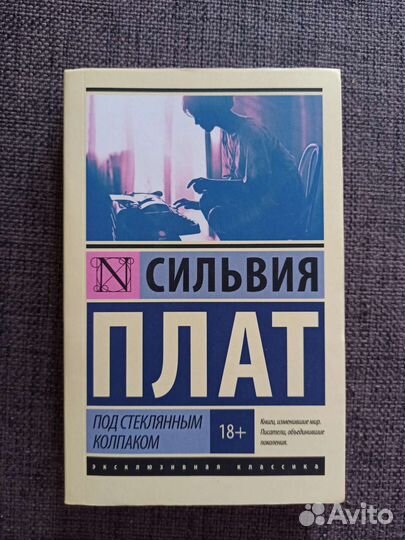 N СИЛЬВИЯ
ПЛАТ
ПОД СТЕКЛЯННЫМ
КОЛПАКОМ
18+
Книги, изменившие мир.
Писатели, объединившие
поколения.
эксклюзивная классика
Avito